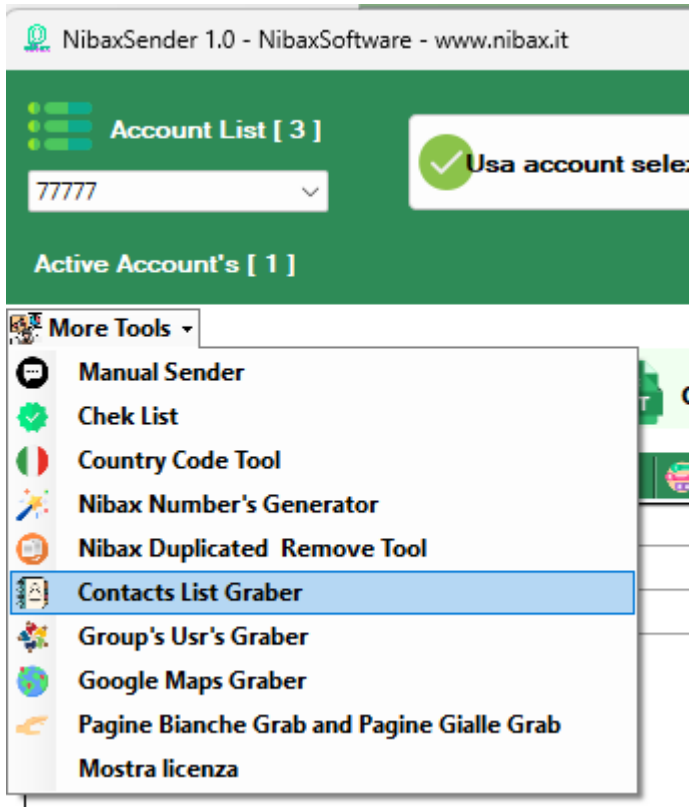 NibaxSender 1.0 - NibaxSoftware - www.nibax.it
Account List [ 3 ]
Usa account selez
77777
Active Account's [ 1 ]
More Tools
Manual Sender
Chek List
Country Code Tool
Nibax Number's Generator
Nibax Duplicated  Remove Tool
Contacts List Graber
Group's Usr's Graber
Google Maps Graber
Pagine Bianche Grab and Pagine Gialle Grab
Mostra licenza